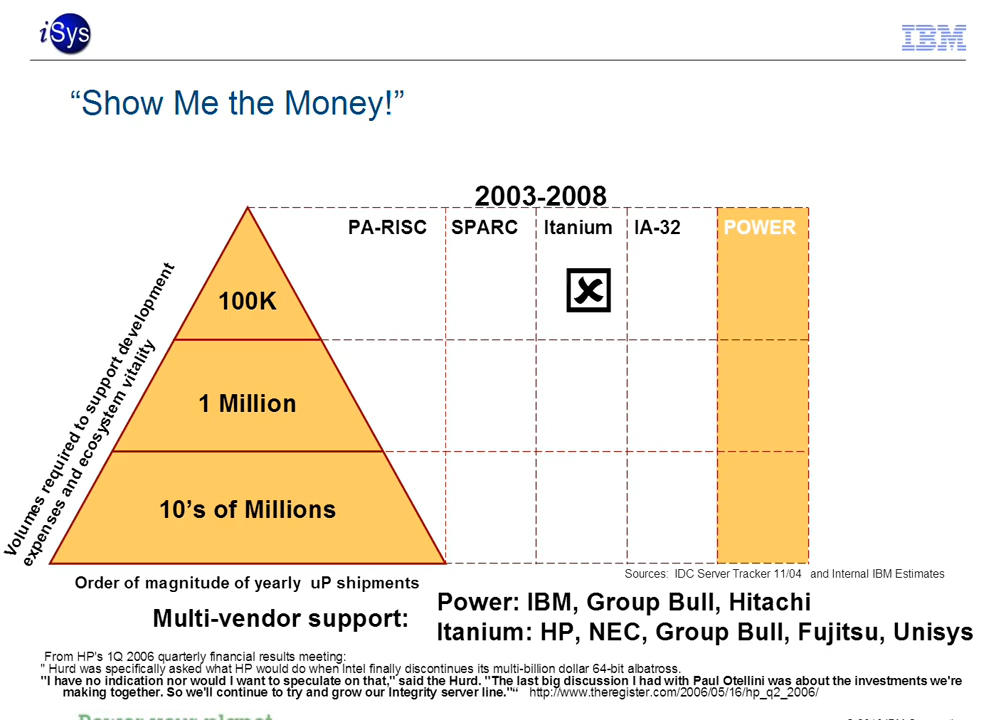 iSys
IBM
“Show Me the Money!”
2003-2008
PA-RISC SPARC Itanium IA-32 POWER
100K
1 Million
10’s of Millions
Volumes required to support development
expenses and ecosystem vitality
Order of magnitude of yearly uP shipments
Sources: IDC Server Tracker 11/04 and Internal IBM Estimates
Multi-vendor support:
Power: IBM, Group Bull, Hitachi
Itanium: HP, NEC, Group Bull, Fujitsu, Unisys
From HP's 1Q 2006 quarterly financial results meeting:
" Hurd was specifically asked what HP would do when Intel finally discontinues its multi-billion dollar 64-bit albatross.
"I have no indication nor would I want to speculate on that," said the Hurd. "The last big discussion I had with Paul Otellini was about the investments we're
making together. So we'll continue to try and grow our Integrity server line."“ http://www.theregister.com/2006/05/16/hp_q2_2006/
Power your planet